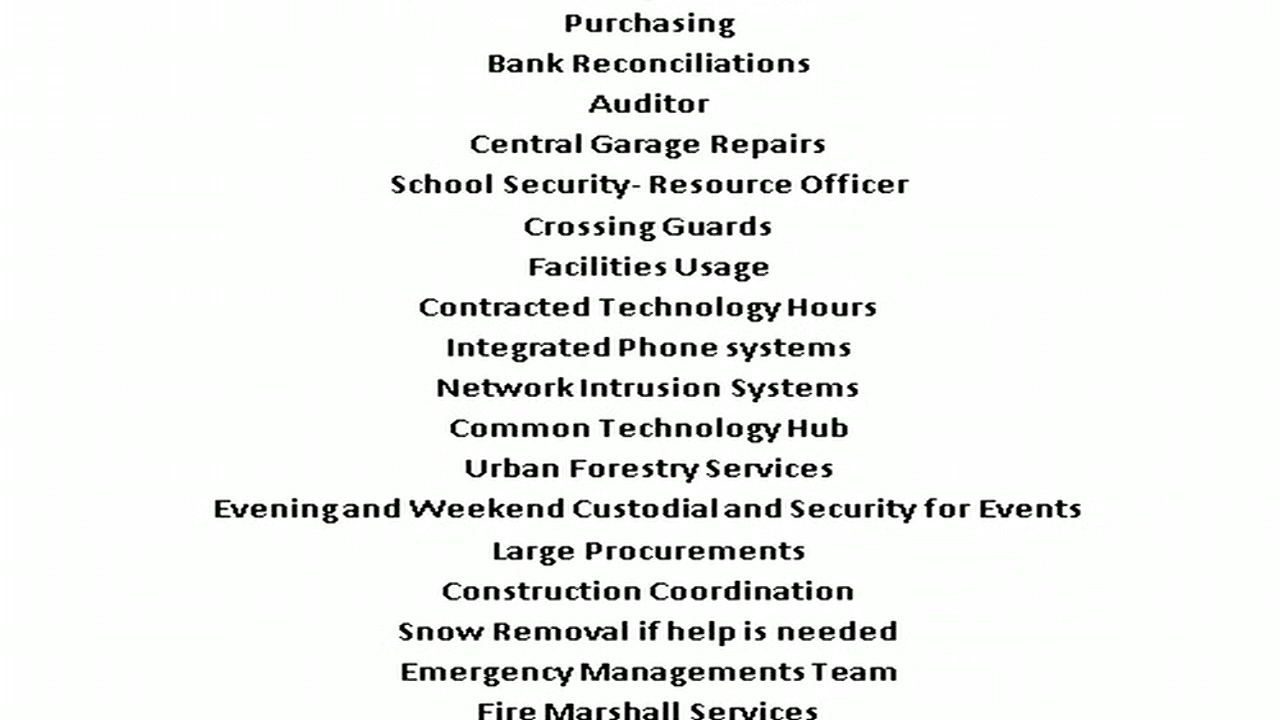 Purchasing
Bank Reconciliations
Auditor
Central Garage Repairs
School Security- Resource Officer
Crossing Guards
Facilities Usage
Contracted Technology Hours
Integrated Phone systems
Network Intrusion Systems
Common Technology Hub
Urban Forestry Services
Evening and Weekend Custodial and Security for Events
Large Procurements
Construction Coordination
Snow Removal if help is needed
Emergency Managements Team
Fire Marshall Services